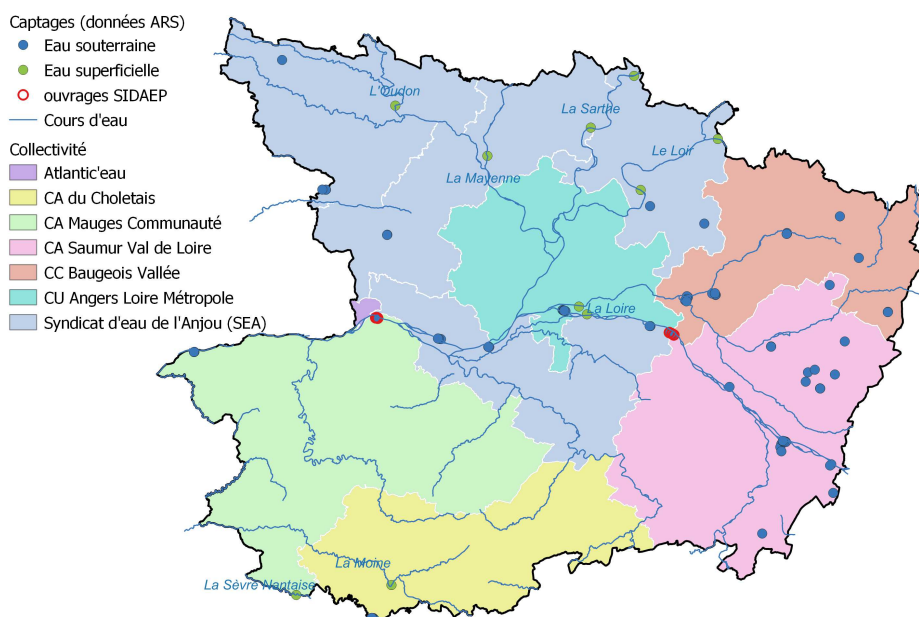 Captages (données ARS)
Eau souterraine
Eau superficielle
ouvrages SIDAEP
Cours d'eau
Collectivité
Atlantic'eau
CA du Choletais
CA Mauges Communauté
CA Saumur Val de Loire
CC Baugeois Vallée
CU Angers Loire Métropole
Syndicat d'eau de l'Anjou (SEA)
L'Oudon
La Sarthe
Le Loir
La Mayenne
La Loire
La Moine
La Sèvre Nantaise